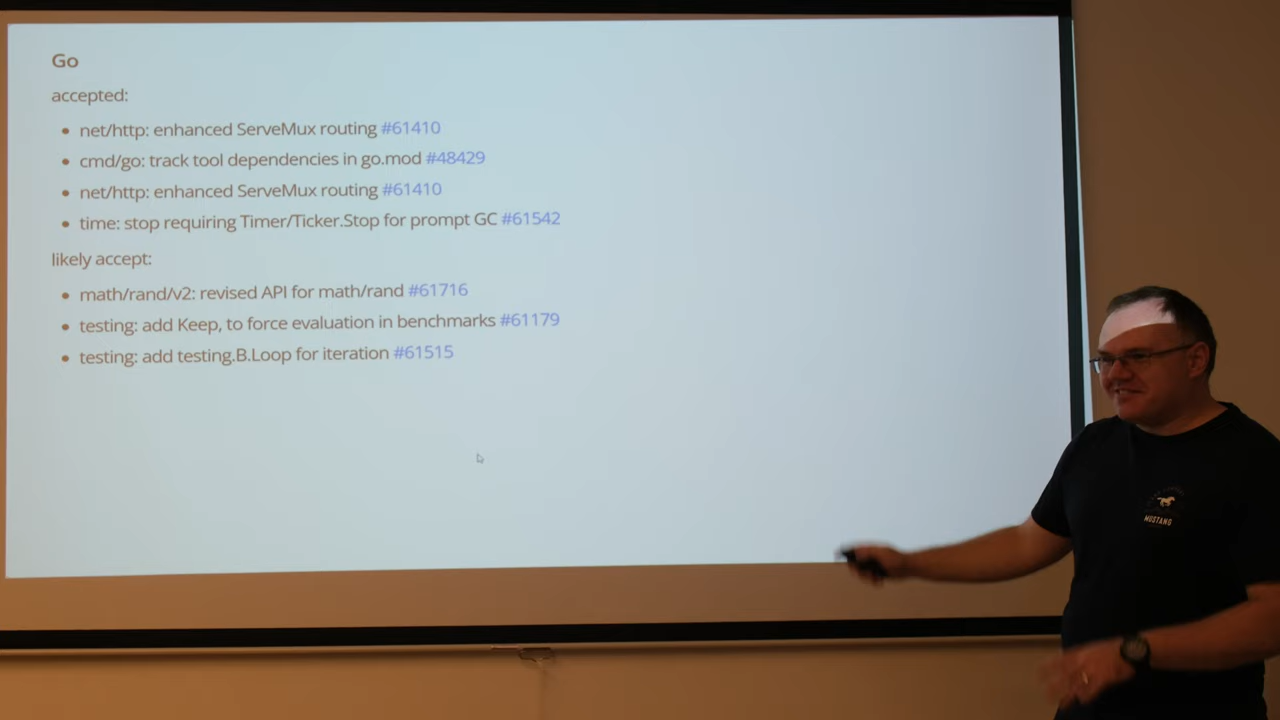 Go
accepted:
• net/http: enhanced ServeMux routing #61410
• cmd/go: track tool dependencies in go.mod #48429
• net/http: enhanced ServeMux routing #61410
• time: stop requiring Timer/Ticker.Stop for prompt GC #61542
likely accept:
• math/rand/v2: revised API for math/rand #61716
• testing: add Keep, to force evaluation in benchmarks #61179
• testing: add testing.B.Loop for iteration #61515
MUSTANG